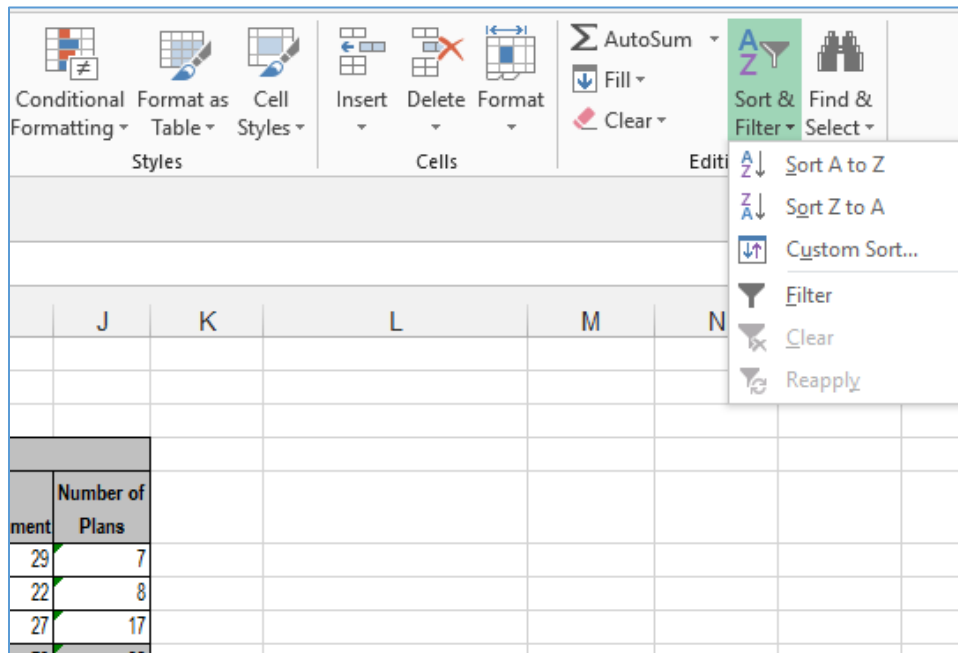 Conditional Formatting
Format as Table
Cell Styles
Insert
Delete
Format
AutoSum
Fill
Clear
Sort & Filter
Find & Select
Styles
Cells
Editi
Sort A to Z
Sort Z to A
Custom Sort...
Filter
Clear
Reapply
J K L M N
Number of
ment Plans
29 7
22 8
27 17